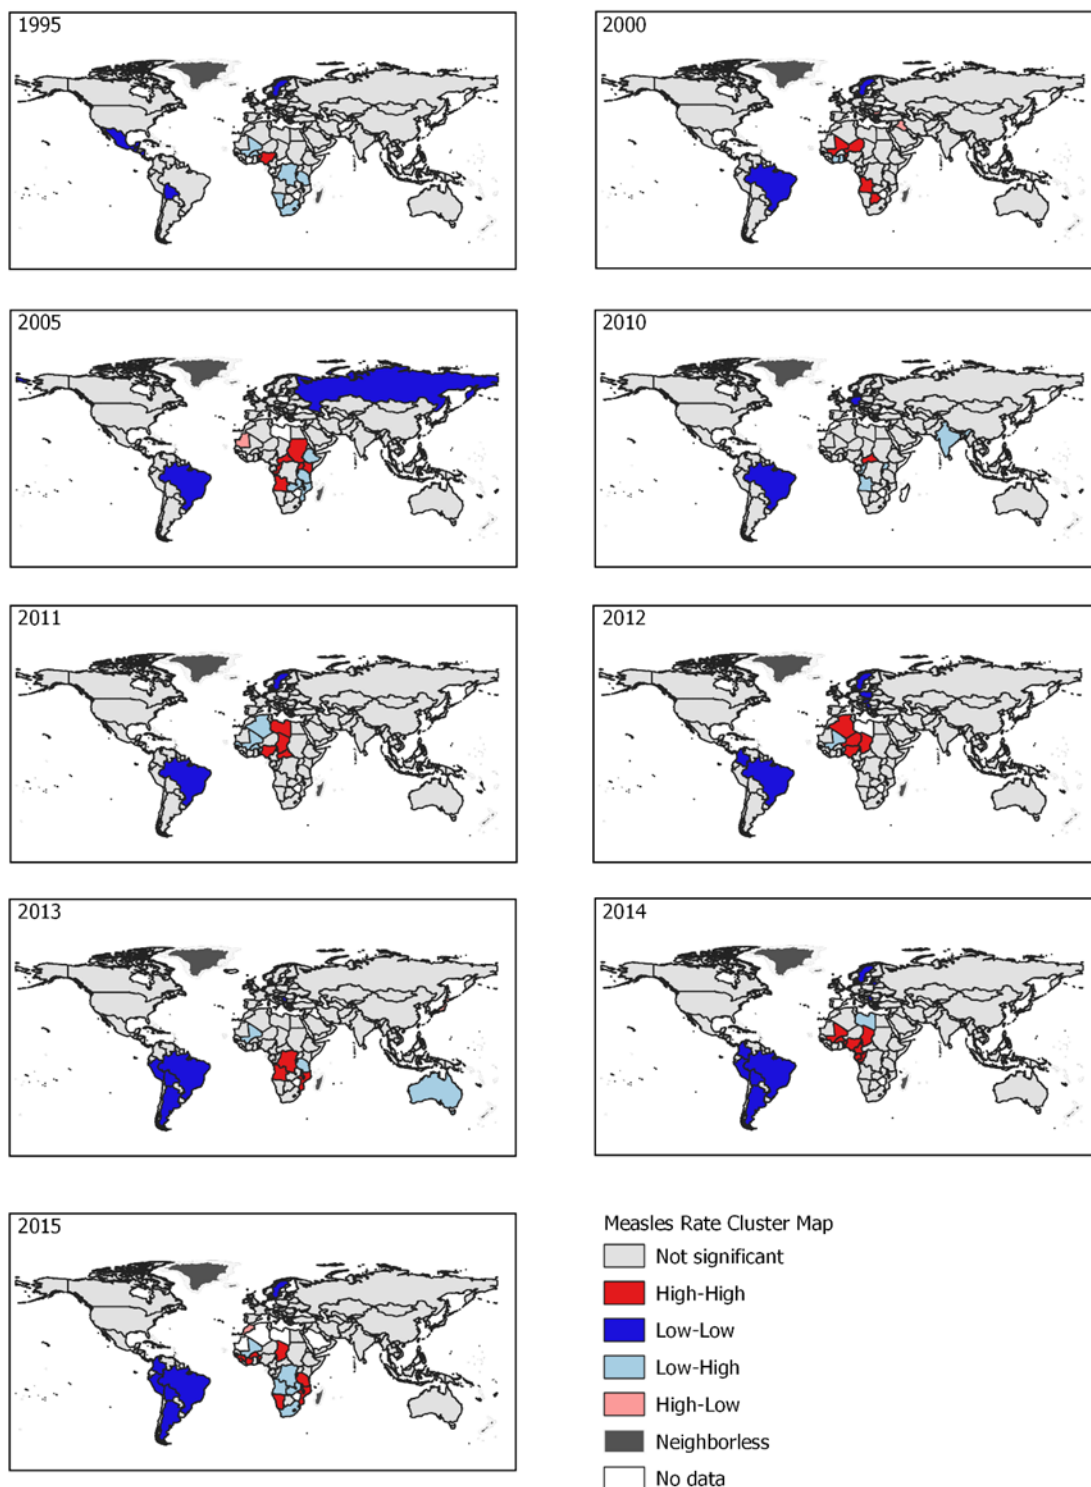 1995
2000
2005
2010
2011
2012
2013
2014
2015
Measles Rate Cluster Map
Not significant
High-High
Low-Low
Low-High
High-Low
Neighborless
No data